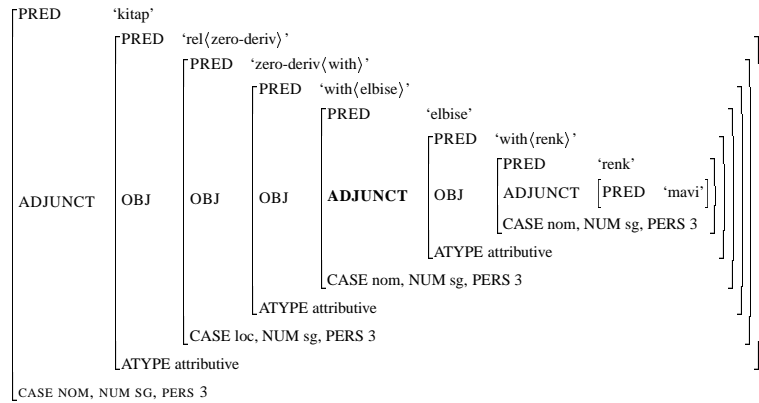 PRED ‘kitap’
PRED ‘rel⟨zero-deriv⟩’
PRED ‘zero-deriv⟨with⟩’
PRED ‘with⟨elbise⟩’
PRED ‘elbise’
PRED ‘with⟨renk⟩’
PRED ‘renk’
ADJUNCT OBJ OBJ OBJ ADJUNCT OBJ ADJUNCT [PRED ‘mavi’]
CASE nom, NUM sg, PERS 3
ATYPE attributive
CASE nom, NUM sg, PERS 3
ATYPE attributive
CASE loc, NUM sg, PERS 3
ATYPE attributive
CASE NOM, NUM SG, PERS 3